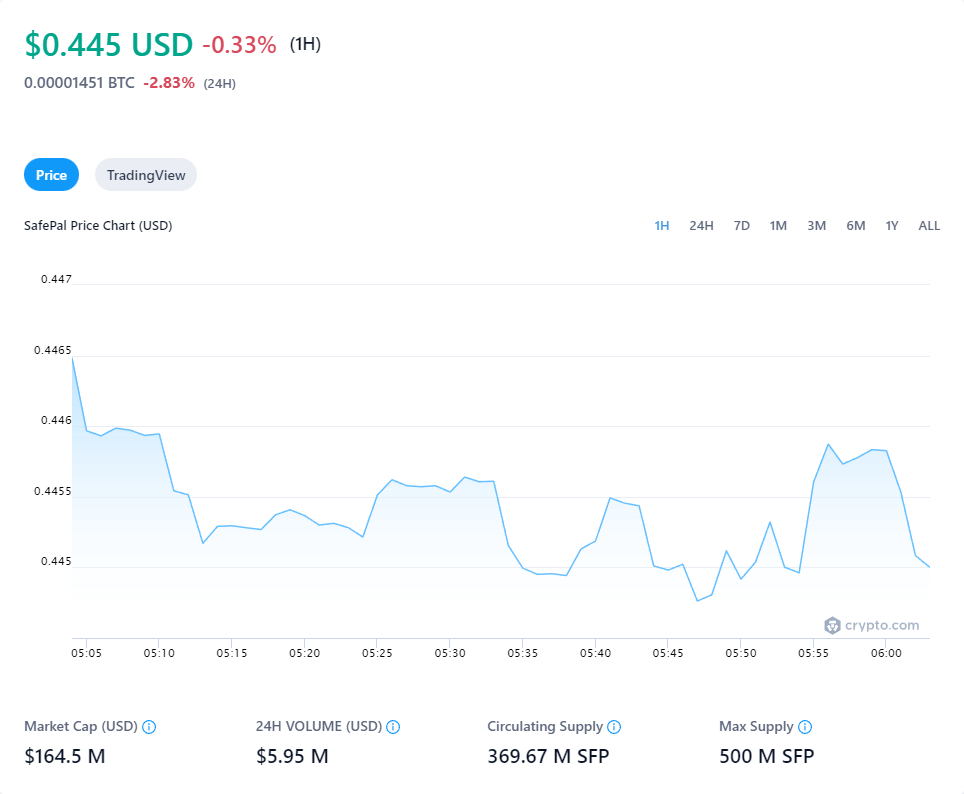 $0.445 USD -0.33% (1H)
0.00001451 BTC -2.83% (24H)
Price TradingView
SafePal Price Chart (USD) 1H 24H 7D 1M 3M 6M 1Y ALL
0.447
0.4465
0.446
0.4455
0.445
crypto.com
05:05 05:10 05:15 05:20 05:25 05:30 05:35 05:40 05:45 05:50 05:55 06:00
Market Cap (USD) 24H VOLUME (USD) Circulating Supply Max Supply
$164.5 M $5.95 M 369.67 M SFP 500 M SFP